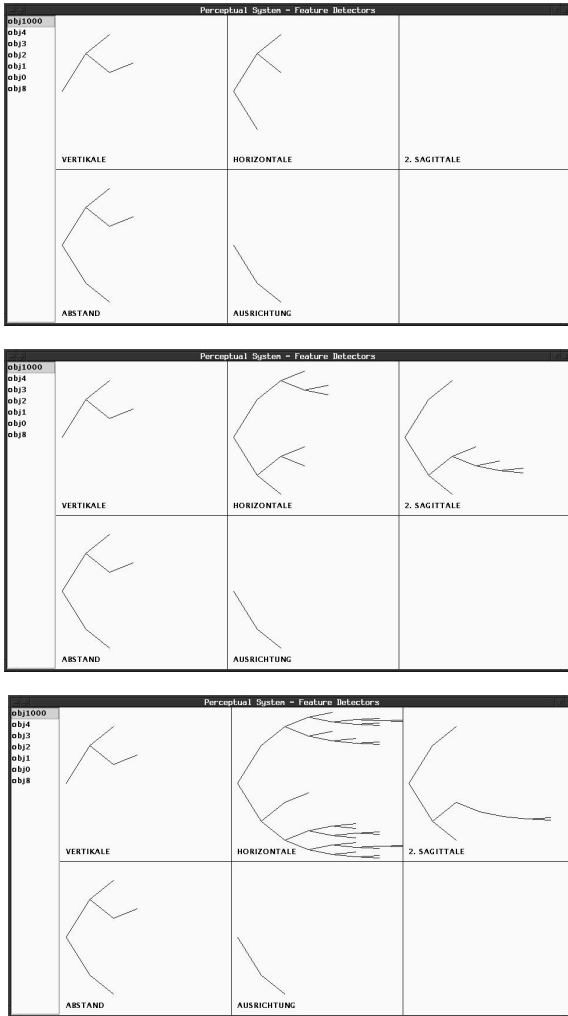 Perceptual System - Feature Detectors
obj1000
obj4
obj3
obj2
obj1
obj0
obj8
VERTIKALE
HORIZONTALE
2. SAGITTALE
ABSTAND
AUSRICHTUNG
Perceptual System - Feature Detectors
obj1000
obj4
obj3
obj2
obj1
obj0
obj8
VERTIKALE
HORIZONTALE
2. SAGITTALE
ABSTAND
AUSRICHTUNG
Perceptual System - Feature Detectors
obj1000
obj4
obj3
obj2
obj1
obj0
obj8
VERTIKALE
HORIZONTALE
2. SAGITTALE
ABSTAND
AUSRICHTUNG